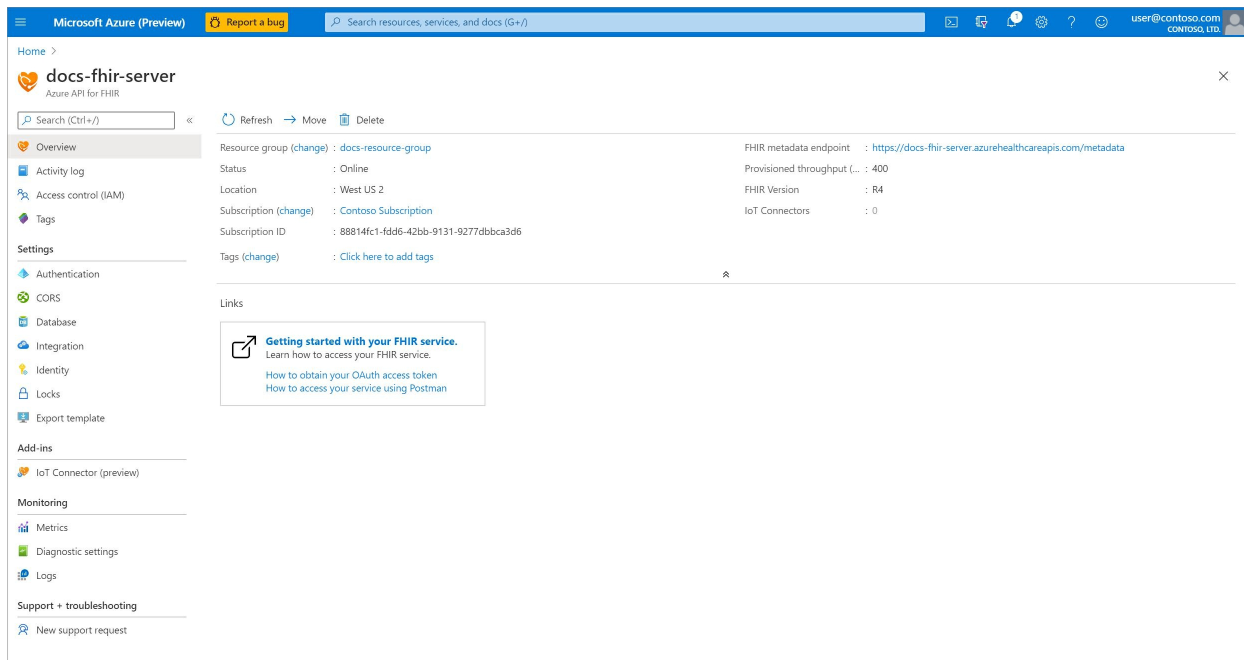 Microsoft Azure (Preview)
Report a bug
Search resources, services, and docs (G+/)
1
user@contoso.com
CONTOSO, LTD.
Home >
docs-fhir-server
Azure API for FHIR
Search (Ctrl+/)
«
Refresh
Move
Delete
Overview
Activity log
Access control (IAM)
Tags
Settings
Authentication
CORS
Database
Integration
Identity
Locks
Export template
Add-ins
IoT Connector (preview)
Monitoring
Metrics
Diagnostic settings
Logs
Support + troubleshooting
New support request
Resource group (change) : docs-resource-group
Status : Online
Location : West US 2
Subscription (change) : Contoso Subscription
Subscription ID : 88814fc1-fdd6-42bb-9131-9277dbbca3d6
Tags (change) : Click here to add tags
FHIR metadata endpoint : https://docs-fhir-server.azurehealthcareapis.com/metadata
Provisioned throughput (... : 400
FHIR Version : R4
IoT Connectors : 0
Links
Getting started with your FHIR service.
Learn how to access your FHIR service.
How to obtain your OAuth access token
How to access your service using Postman